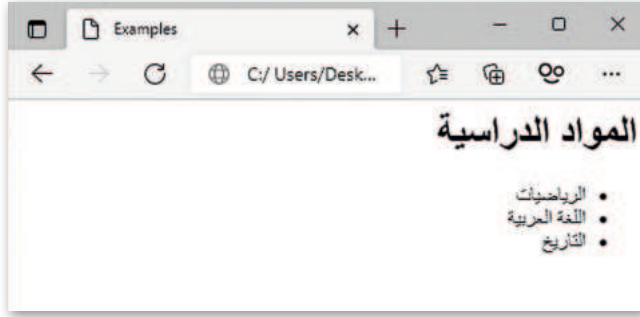 Examples
C:/ Users/Desk...
المواد الدراسية
• الرياضيات
• اللغة العربية
• التاريخ